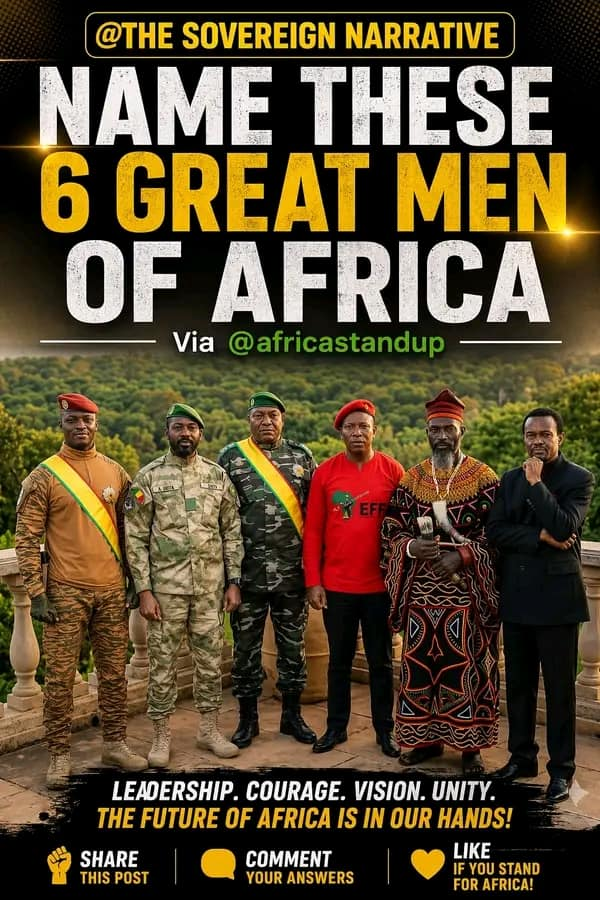 @THE SOVEREIGN NARRATIVE
NAME THESE
6 GREAT MEN
OF AFRICA
Via @africastandup
EFF
LEADERSHIP. COURAGE. VISION. UNITY.
THE FUTURE OF AFRICA IS IN OUR HANDS!
SHARE
THIS POST
COMMENT
YOUR ANSWERS
LIKE
IF YOU STAND
FOR AFRICA!